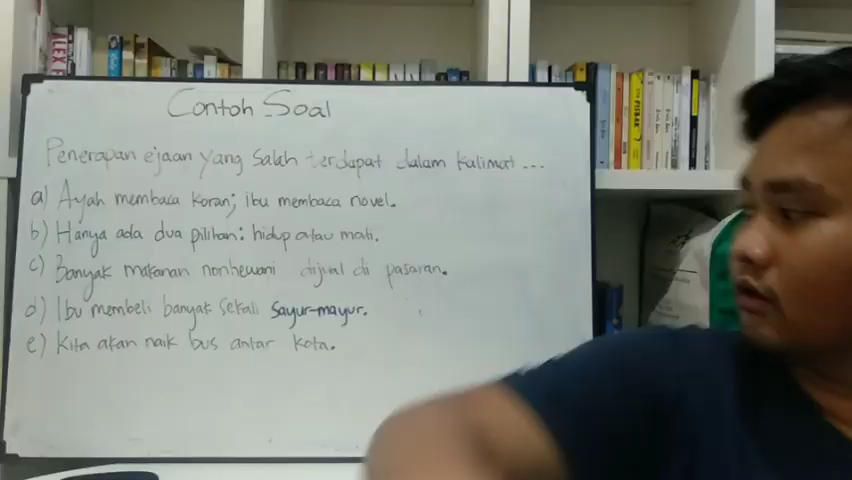 Contoh Soal
Penerapan ejaan yang salah terdapat dalam kalimat ...
a) Ayah membaca koran; ibu membaca novel.
b) Hanya ada dua pilihan: hidup atau mati.
c) Banyak makanan nonhewani dijual di pasaran.
d) Ibu membeli banyak sekali sayur-mayur.
e) Kita akan naik bus antar kota.
ALEX